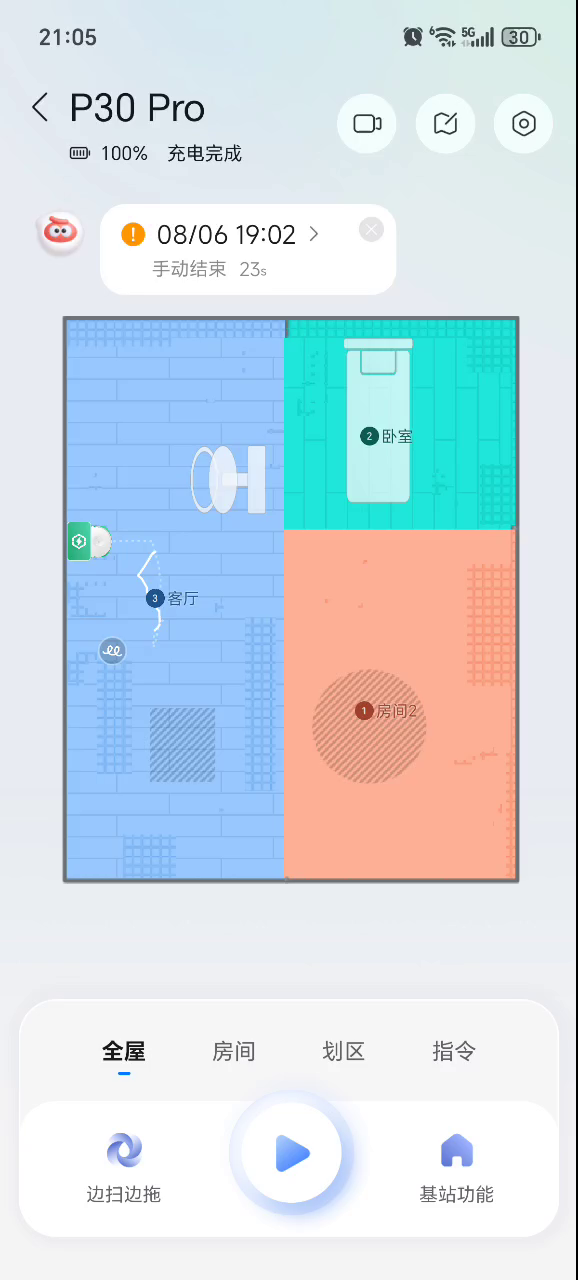 21:05
6 5G 30
P30 Pro
100% 充电完成
08/06 19:02
手动结束 23s
2 卧室
3 客厅
1 房间2
全屋 房间 划区 指令
边扫边拖 基站功能